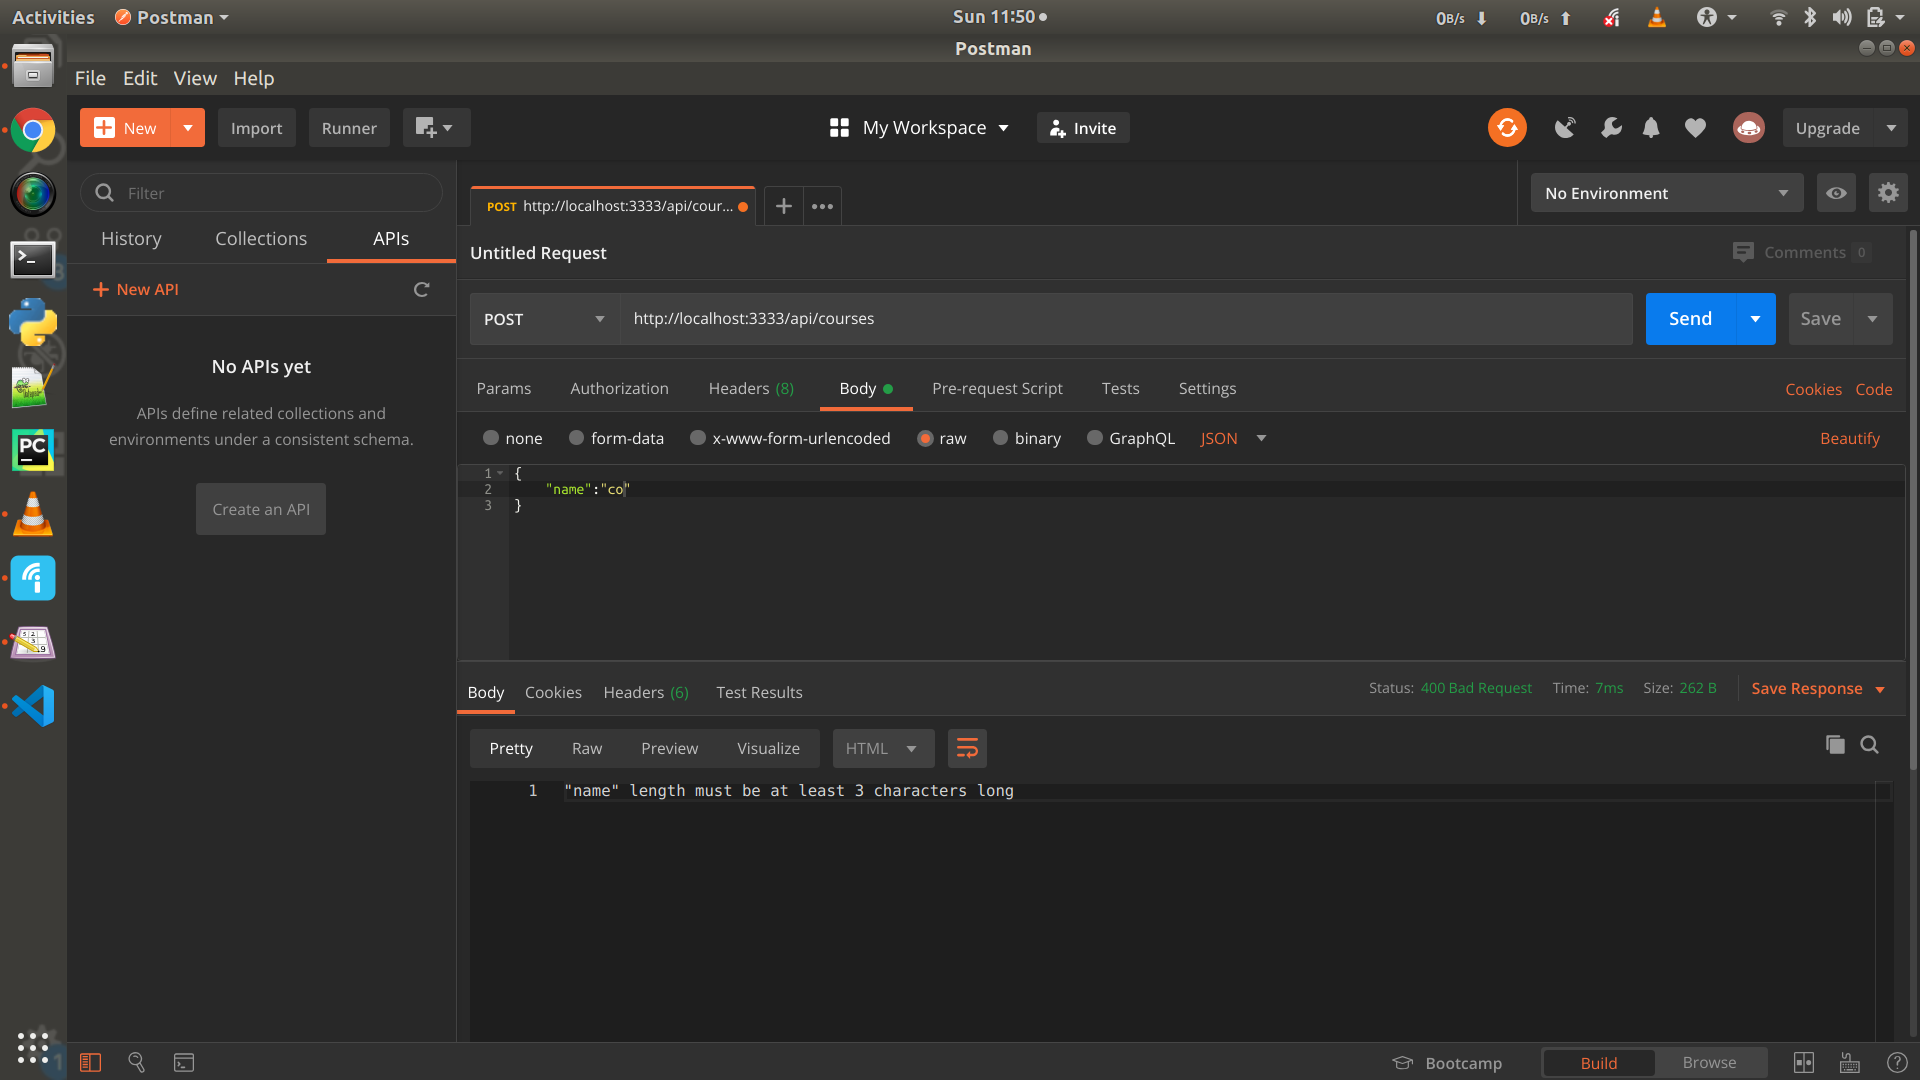 Activities Postman Sun 11:50 0B/s 0B/s
Postman
File Edit View Help
New Import Runner My Workspace Invite Upgrade
Filter
History Collections APIs
New API
No APIs yet
APIs define related collections and
environments under a consistent schema.
Create an API
POST http://localhost:3333/api/cour... No Environment
Untitled Request Comments 0
POST http://localhost:3333/api/courses Send Save
Params Authorization Headers (8) Body Pre-request Script Tests Settings Cookies Code
none form-data x-www-form-urlencoded raw binary GraphQL JSON Beautify
1 {
2 "name":"co"
3 }
Body Cookies Headers (6) Test Results Status: 400 Bad Request Time: 7ms Size: 262 B Save Response
Pretty Raw Preview Visualize HTML
1 "name" length must be at least 3 characters long
Bootcamp Build Browse